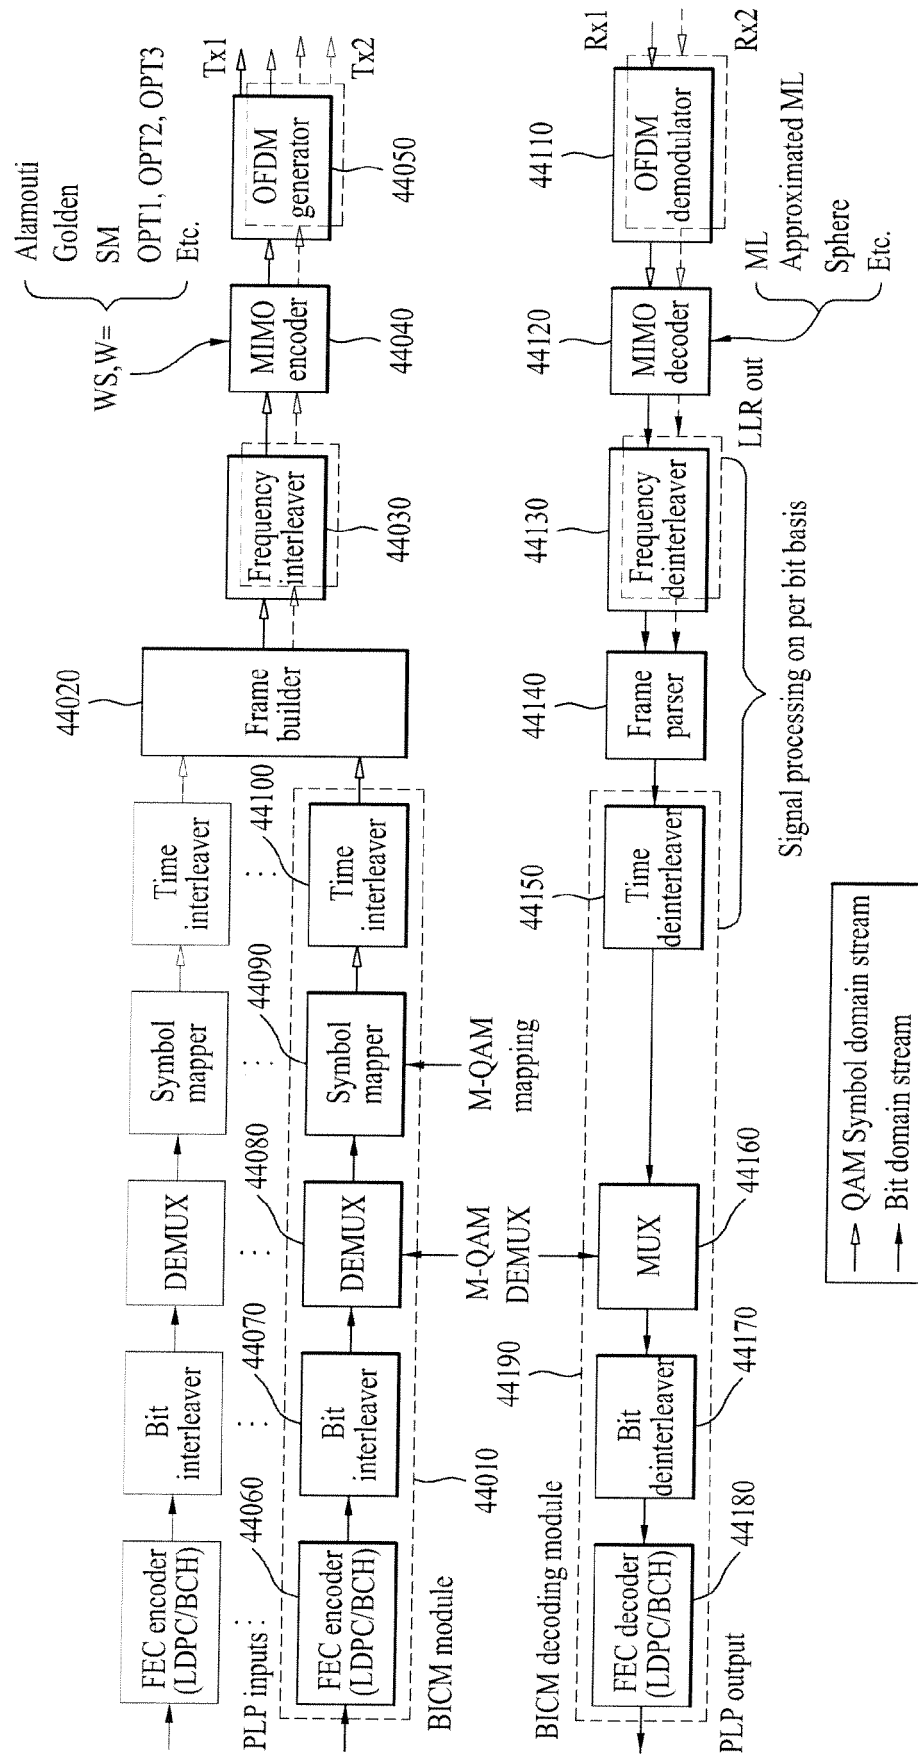 FEC encoder
(LDPC/BCH)
Bit
interleaver
DEMUX
Symbol
mapper
Time
interleaver
PLP inputs
44060
44070
44080
44090
44100
44020
FEC encoder
(LDPC/BCH)
Bit
interleaver
DEMUX
Symbol
mapper
Time
interleaver
Frame
builder
Frequency
interleaver
44030
MIMO
encoder
44040
OFDM
generator
44050
Tx1
Tx2
WS,W=
Alamouti
Golden
SM
OPT1, OPT2, OPT3
Etc.
BICM module
44010
M-QAM
DEMUX
M-QAM
mapping
BICM decoding module
44190
FEC decoder
(LDPC/BCH)
44180
Bit
deinterleaver
44170
MUX
44160
44150
Time
deinterleaver
44140
Frame
parser
44130
Frequency
deinterleaver
44120
MIMO
decoder
44110
OFDM
demodulator
Rx1
Rx2
LLR out
ML
Approximated ML
Sphere
Etc.
PLP output
Signal processing on per bit basis
QAM Symbol domain stream
Bit domain stream